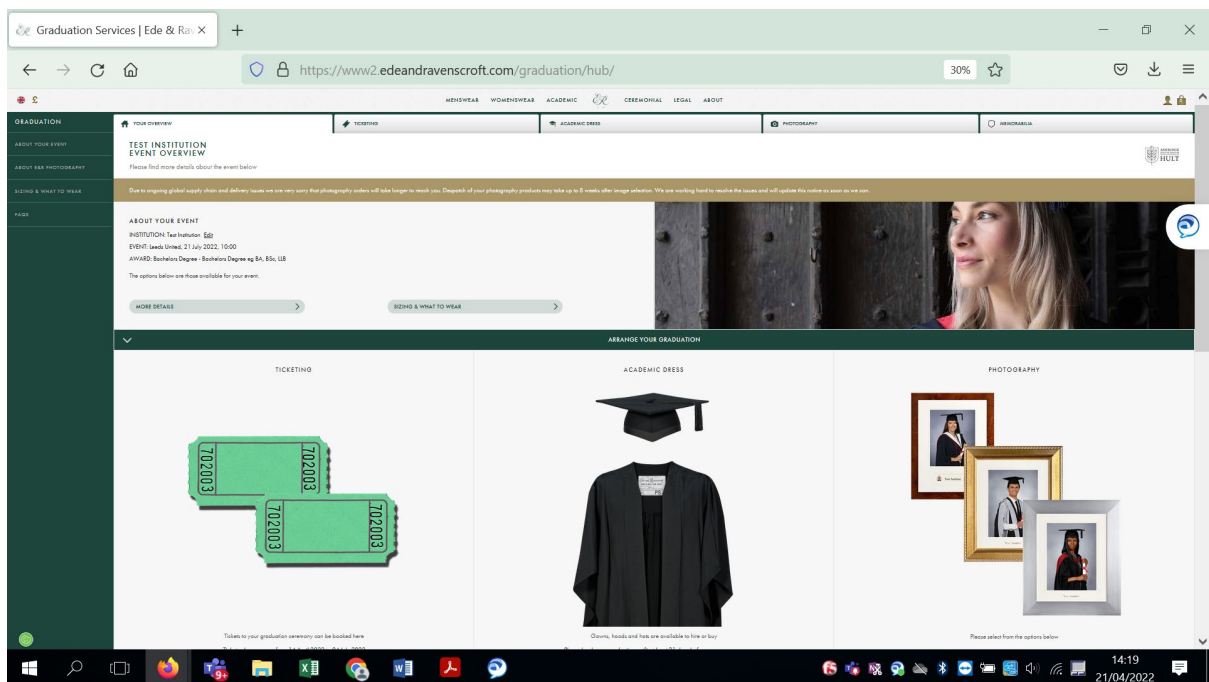 Graduation Services | Ede & Rav
https://www2.edeandravenscroft.com/graduation/hub/
30%
£
MENSWEAR WOMENSWEAR ACADEMIC ER CEREMONIAL LEGAL ABOUT
GRADUATION
ABOUT YOUR EVENT
ABOUT E&R PHOTOGRAPHY
SIZING & WHAT TO WEAR
FAQS
YOUR OVERVIEW
TICKETING
ACADEMIC DRESS
PHOTOGRAPHY
MEMORABILIA
TEST INSTITUTION
EVENT OVERVIEW
Please find more details about the event below
HULT
Due to ongoing global supply chain and delivery issues we are very sorry that photography orders will take longer to reach you. Despatch of your photography products may take up to 8 weeks after image selection. We are working hard to resolve the issues and will update this notice as soon as we can.
ABOUT YOUR EVENT
INSTITUTION: Test Institution Edit
EVENT: Leeds United, 21 July 2022, 10:00
AWARD: Bachelors Degree - Bachelors Degree eg BA, BSc, LLB
The options below are those available for your event.
MORE DETAILS
SIZING & WHAT TO WEAR
ARRANGE YOUR GRADUATION
TICKETING
ACADEMIC DRESS
PHOTOGRAPHY
702003
702003
702003
702003
PS
Tickets to your graduation ceremony can be booked here
Gowns, hoods and hats are available to hire or buy
Please select from the options below
9+
14:19
21/04/2022